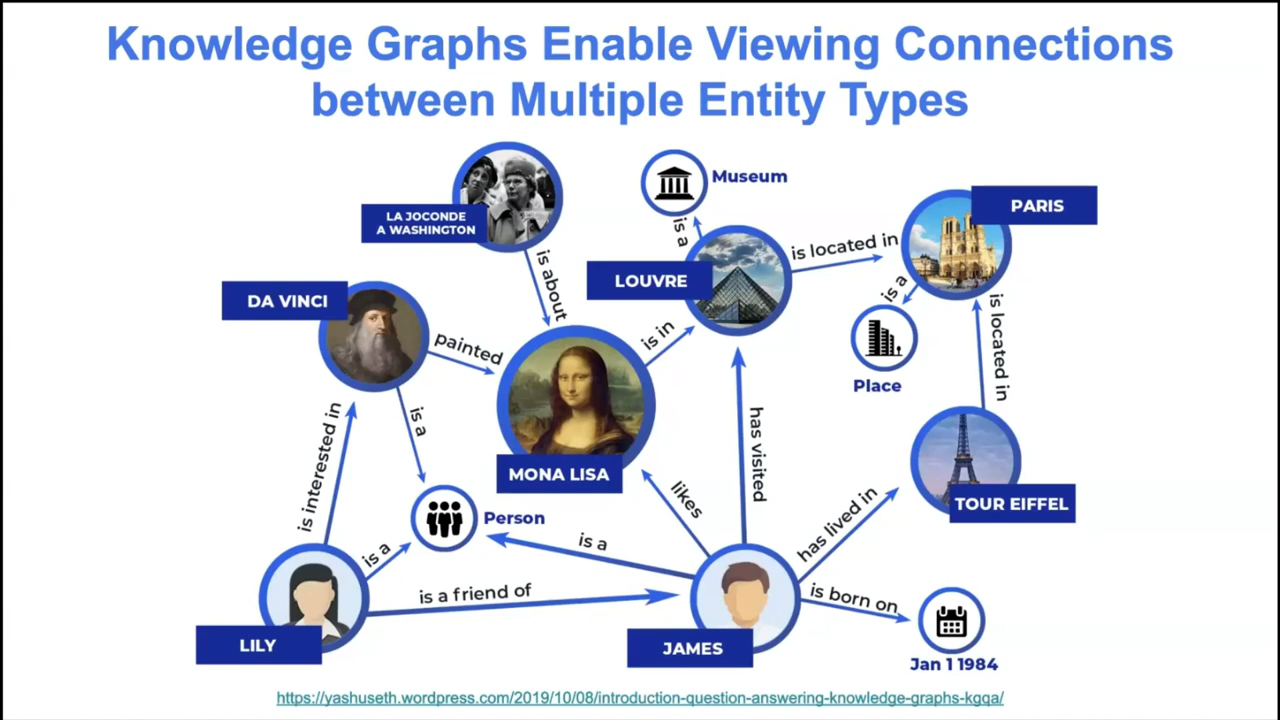 Knowledge Graphs Enable Viewing Connections
between Multiple Entity Types
LA JOCONDE
A WASHINGTON
Museum
PARIS
is a
is located in
LOUVRE
is about
DA VINCI
is a
is located in
painted
is in
Place
is interested in
is a
has visited
MONA LISA
likes
TOUR EIFFEL
Person
has lived in
is a
is a
is a friend of
is born on
LILY
JAMES
Jan 1 1984
https://yashuseth.wordpress.com/2019/10/08/introduction-question-answering-knowledge-graphs-kgqa/